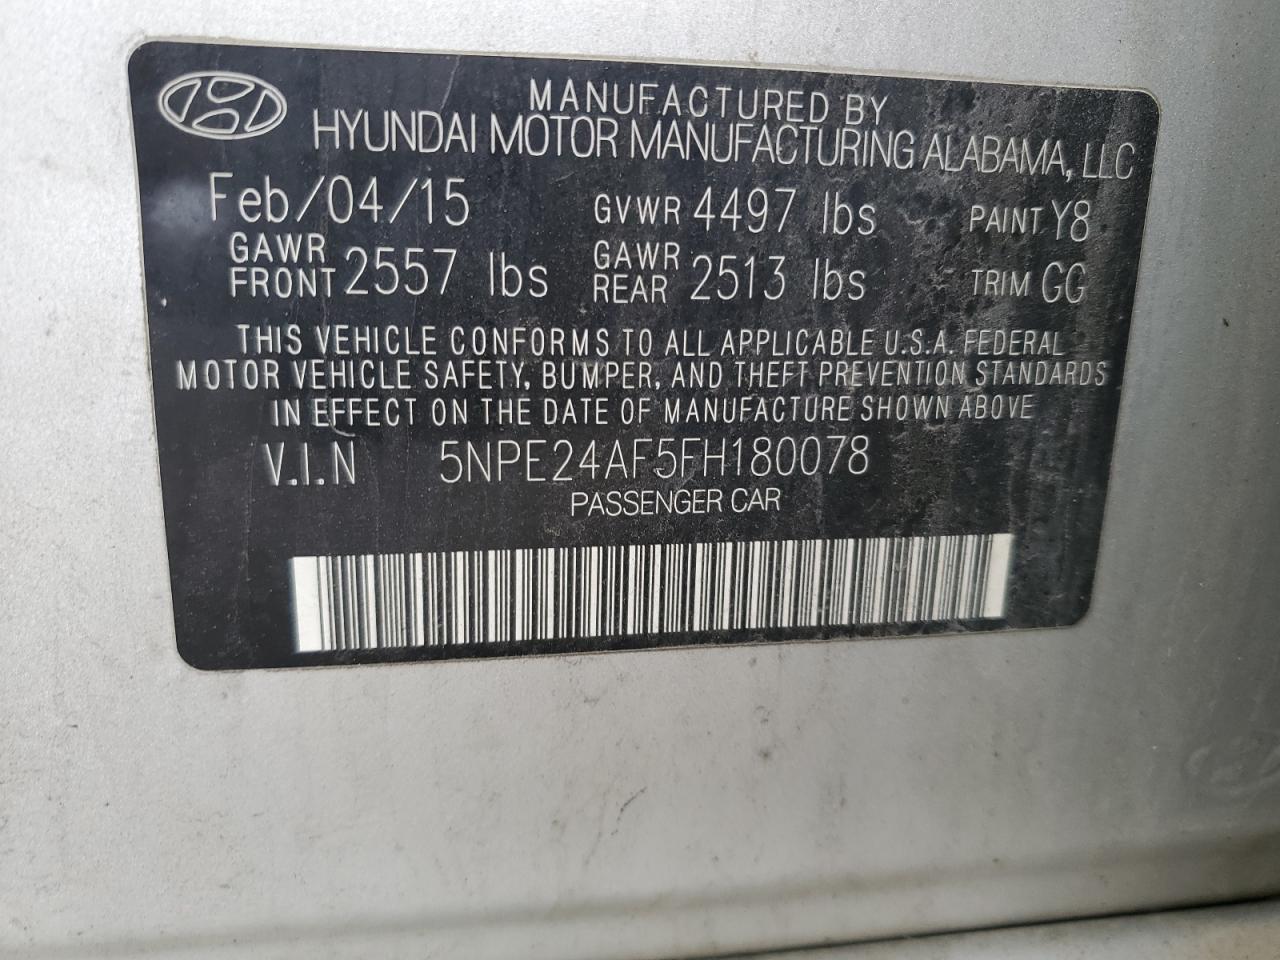 MANUFACTURED BY
HYUNDAI MOTOR MANUFACTURING ALABAMA, LLC
Feb/04/15 GVWR 4497 lbs PAINT Y8
GAWR FRONT 2557 lbs GAWR REAR 2513 lbs TRIM GG
THIS VEHICLE CONFORMS TO ALL APPLICABLE U.S.A. FEDERAL
MOTOR VEHICLE SAFETY, BUMPER, AND THEFT PREVENTION STANDARDS
IN EFFECT ON THE DATE OF MANUFACTURE SHOWN ABOVE
V.I.N 5NPE24AF5FH180078
PASSENGER CAR